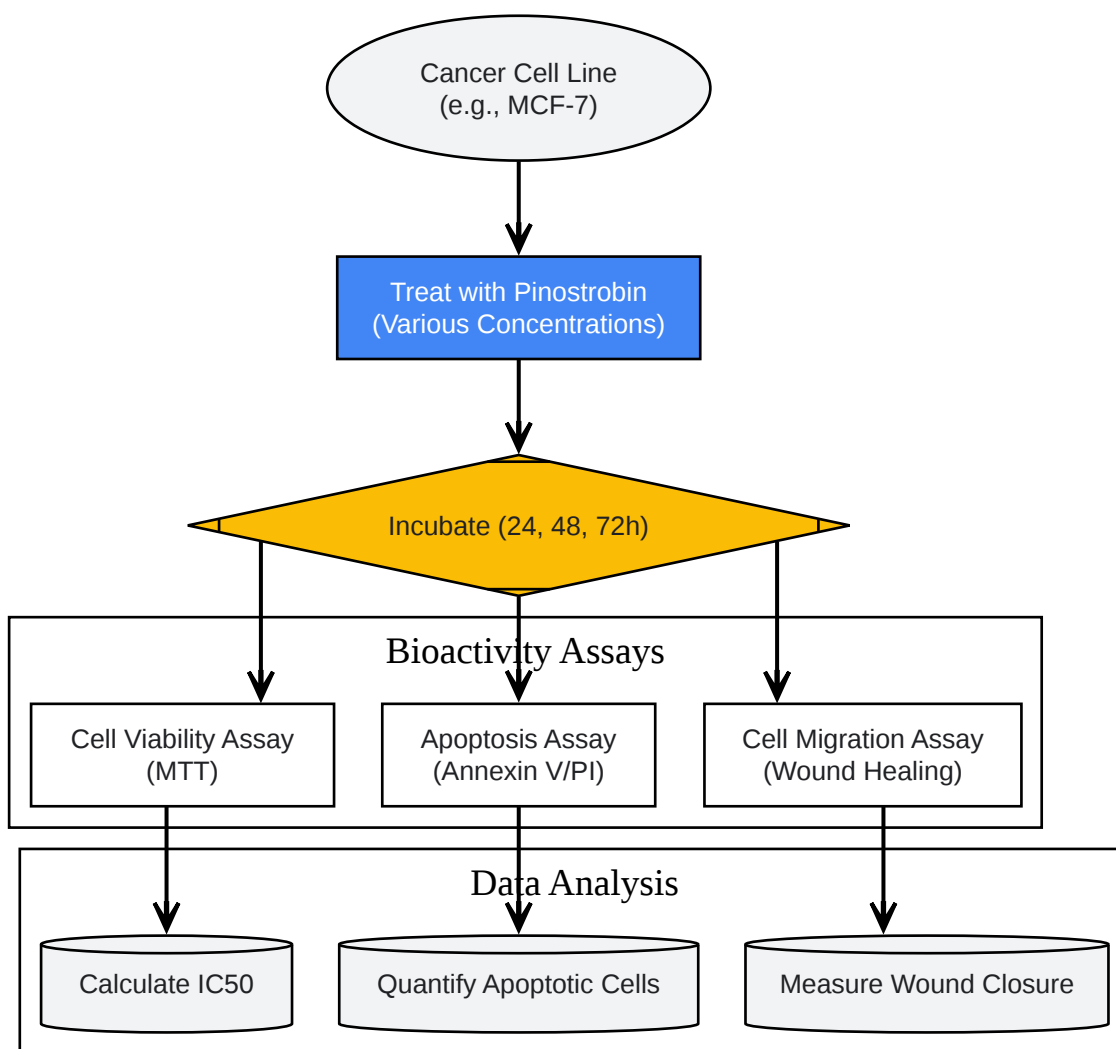 Cancer Cell Line
(e.g., MCF-7)
Treat with Pinostrobin
(Various Concentrations)
Incubate (24, 48, 72h)
Bioactivity Assays
Cell Viability Assay
(MTT)
Apoptosis Assay
(Annexin V/PI)
Cell Migration Assay
(Wound Healing)
Data Analysis
Calculate IC50
Quantify Apoptotic Cells
Measure Wound Closure